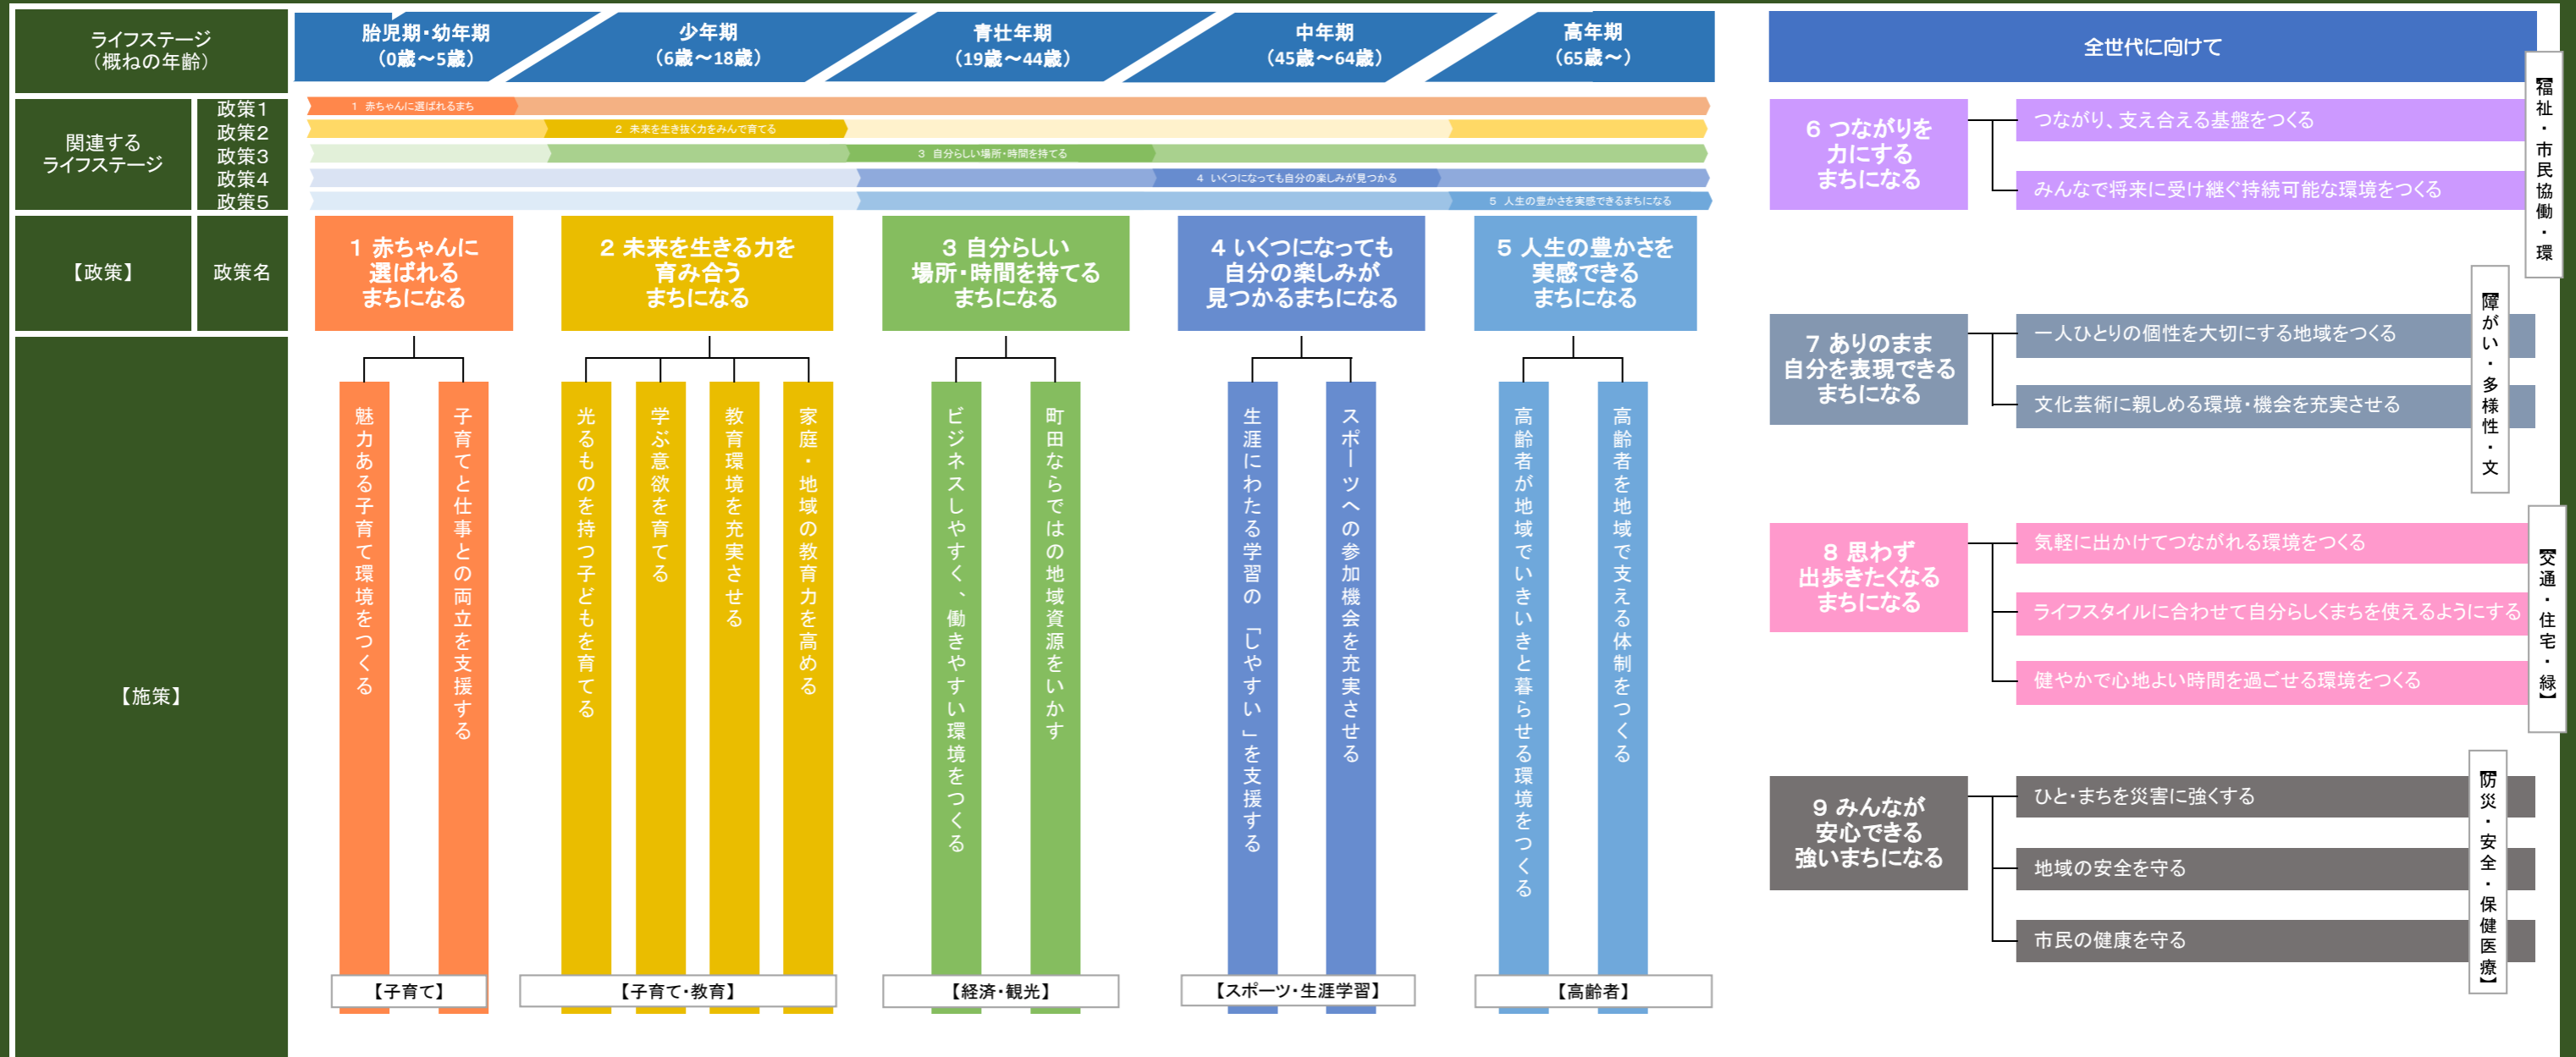 ライフステージ
（概ねの年齢）
胎児期・幼年期
（0歳～5歳）
少年期
（6歳～18歳）
青壮年期
（19歳～44歳）
中年期
（45歳～64歳）
高年期
（65歳～）
関連する
ライフステージ
政策1
政策2
政策3
政策4
政策5
1 赤ちゃんに選ばれるまち
2 未来を生き抜く力をみんで育てる
3 自分らしい場所・時間を持てる
4 いくつになっても自分の楽しみが見つかる
5 人生の豊かさを実感できるまちになる
【政策】
政策名
1 赤ちゃんに
選ばれる
まちになる
2 未来を生きる力を
育み合う
まちになる
3 自分らしい
場所・時間を持てる
まちになる
4 いくつになっても
自分の楽しみが
見つかるまちになる
5 人生の豊かさを
実感できる
まちになる
【施策】
魅力ある子育て環境をつくる
子育てと仕事との両立を支援する
光るものを持つ子どもを育てる
学ぶ意欲を育てる
教育環境を充実させる
家庭・地域の教育力を高める
ビジネスしやすく、働きやすい環境をつくる
町田ならではの地域資源をいかす
生涯にわたる学習の「しやすい」を支援する
スポーツへの参加機会を充実させる
高齢者が地域でいきいきと暮らせる環境をつくる
高齢者を地域で支える体制をつくる
【子育て】
【子育て・教育】
【経済・観光】
【スポーツ・生涯学習】
【高齢者】
全世代に向けて
6 つながりを
力にする
まちになる
つながり、支え合える基盤をつくる
みんなで将来に受け継ぐ持続可能な環境をつくる
【福祉・市民協働・環
7 ありのまま
自分を表現できる
まちになる
一人ひとりの個性を大切にする地域をつくる
文化芸術に親しめる環境・機会を充実させる
【障がい・多様性・文
8 思わず
出歩きたくなる
まちになる
気軽に出かけてつながれる環境をつくる
ライフスタイルに合わせて自分らしくまちを使えるようにする
健やかで心地よい時間を過ごせる環境をつくる
【交通・住宅・緑】
9 みんなが
安心できる
強いまちになる
ひと・まちを災害に強くする
地域の安全を守る
市民の健康を守る
【防災・安全・保健医療】